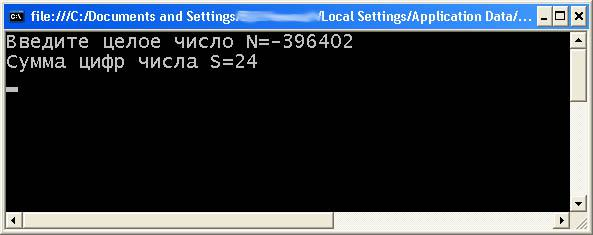 file:///C:/Documents and Settings/ /Local Settings/Application Data/...
Введите целое число N=-396402
Сумма цифр числа S=24